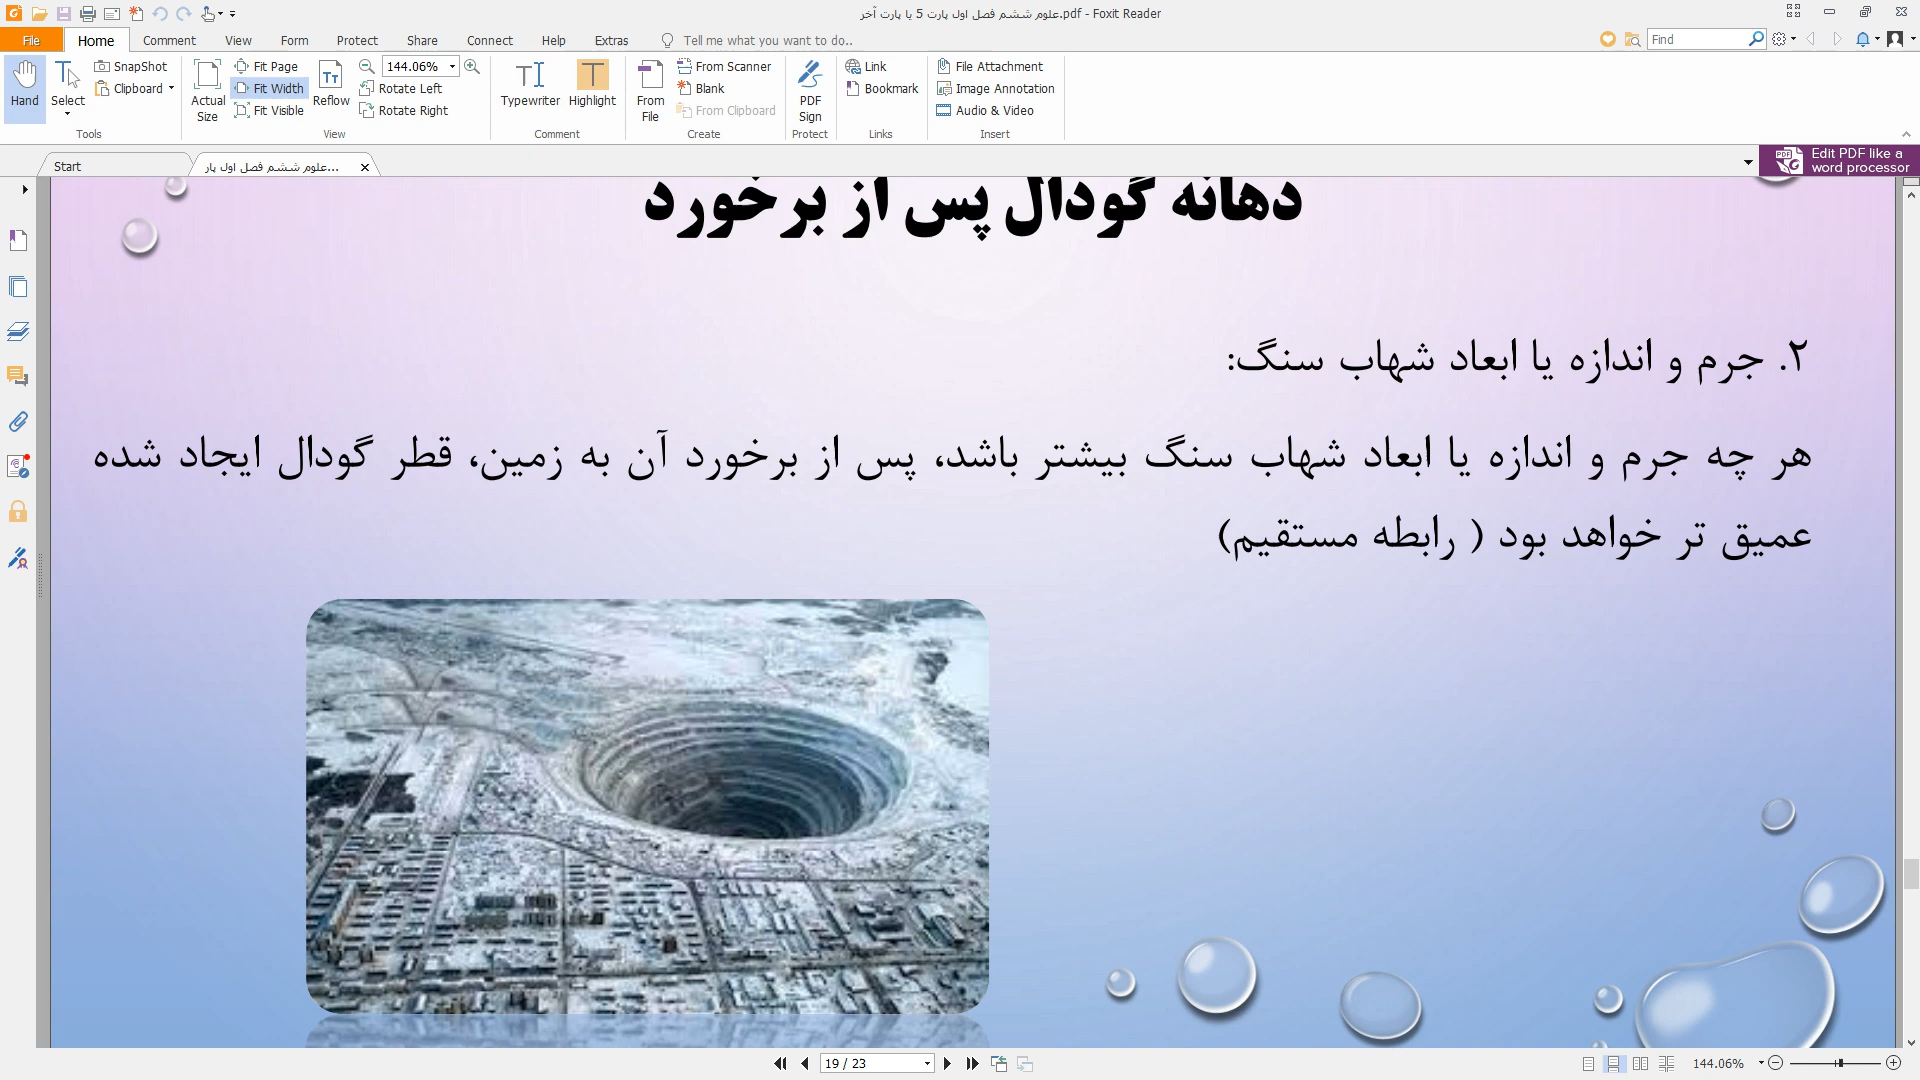 علوم ششم فصل اول پارت 5 یا پارت آخر.pdf - Foxit Reader
File Home Comment View Form Protect Share Connect Help Extras Tell me what you want to do.. Find
Hand Select SnapShot Clipboard Tools
Actual Size Fit Page Fit Width Fit Visible Reflow 144.06% Rotate Left Rotate Right View
Typewriter Highlight Comment
From File From Scanner Blank From Clipboard Create
PDF Sign Protect
Link Bookmark Links
File Attachment Image Annotation Audio & Video Insert
Start علوم ششم فصل اول پار...
Edit PDF like a
word processor
دهانه گودال پس از برخورد
۲. جرم و اندازه یا ابعاد شهاب سنگ:
هر چه جرم و اندازه یا ابعاد شهاب سنگ بیشتر باشد، پس از برخورد آن به زمین، قطر گودال ایجاد شده
عمیق تر خواهد بود ( رابطه مستقیم)
19 / 23 144.06%